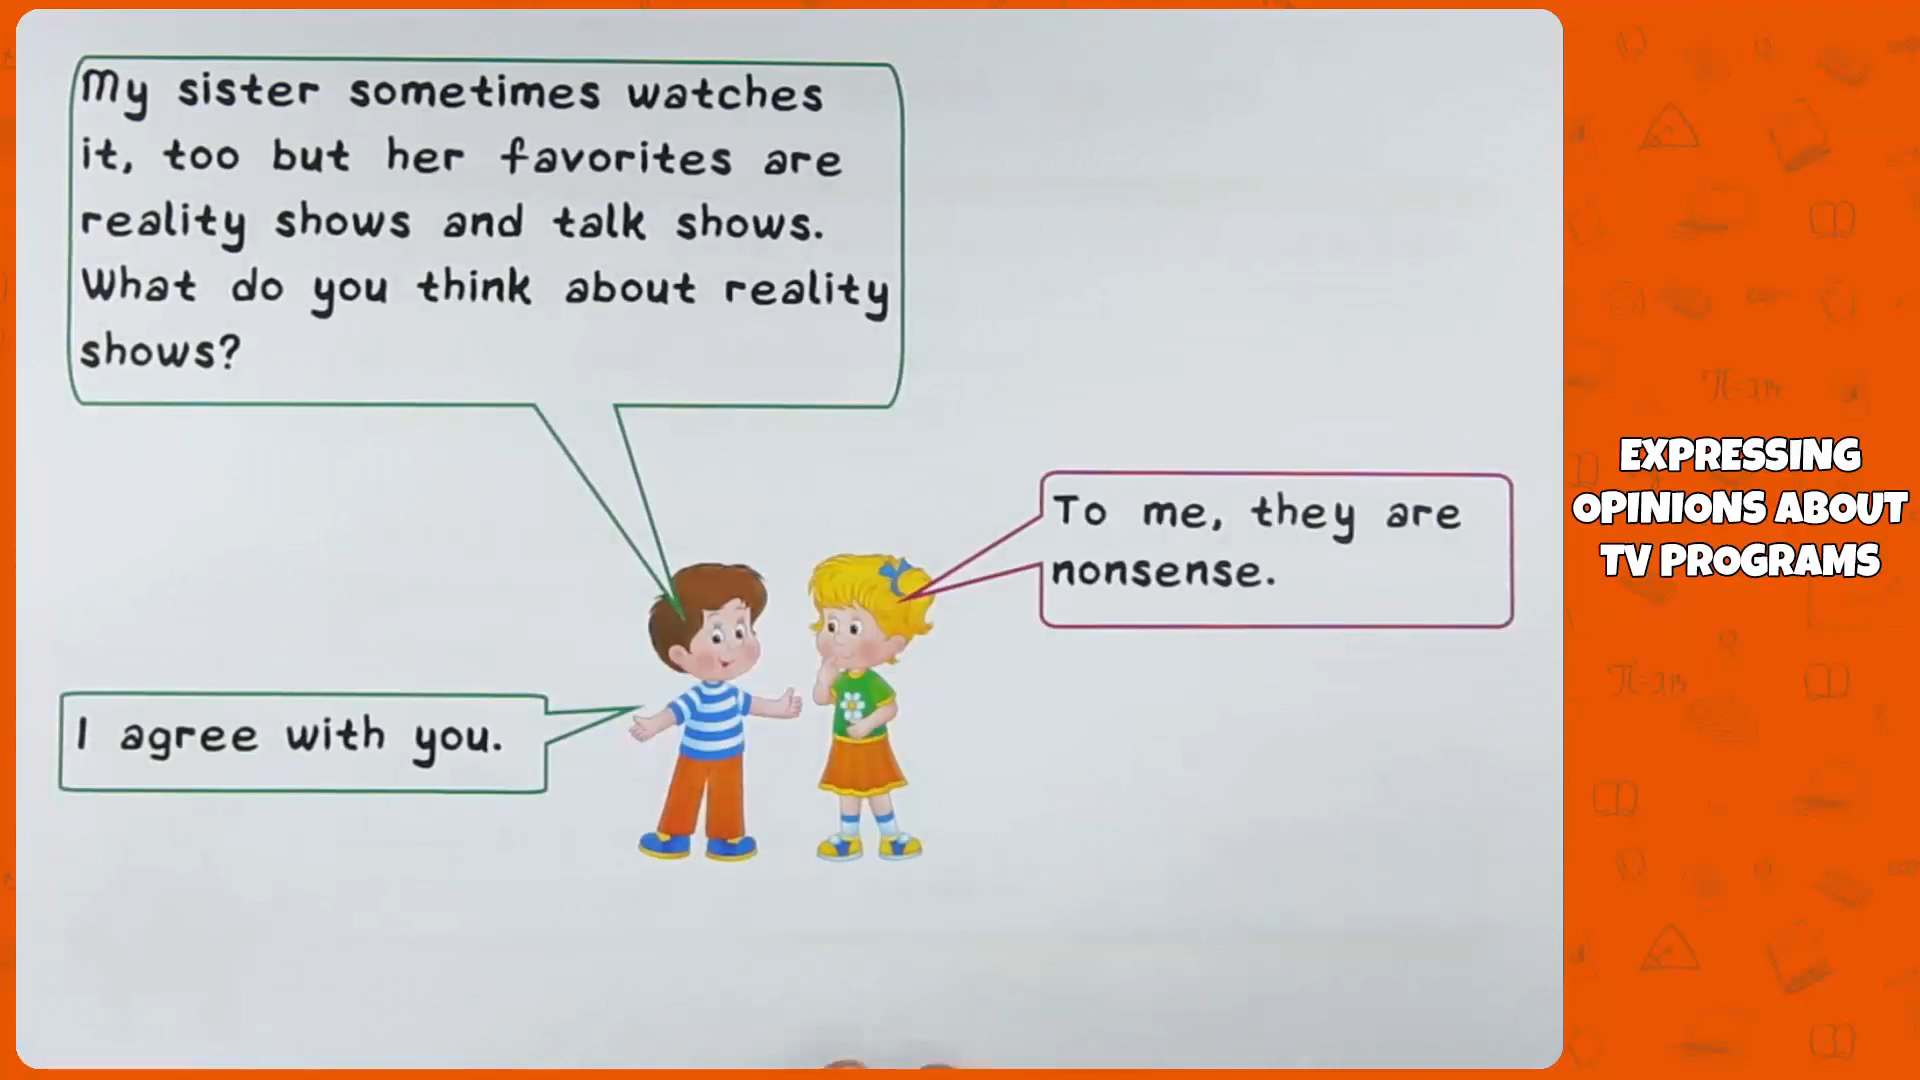 My sister sometimes watches
it, too but her favorites are
reality shows and talk shows.
What do you think about reality
shows?
To me, they are
nonsense.
I agree with you.
EXPRESSING
OPINIONS ABOUT
TV PROGRAMS